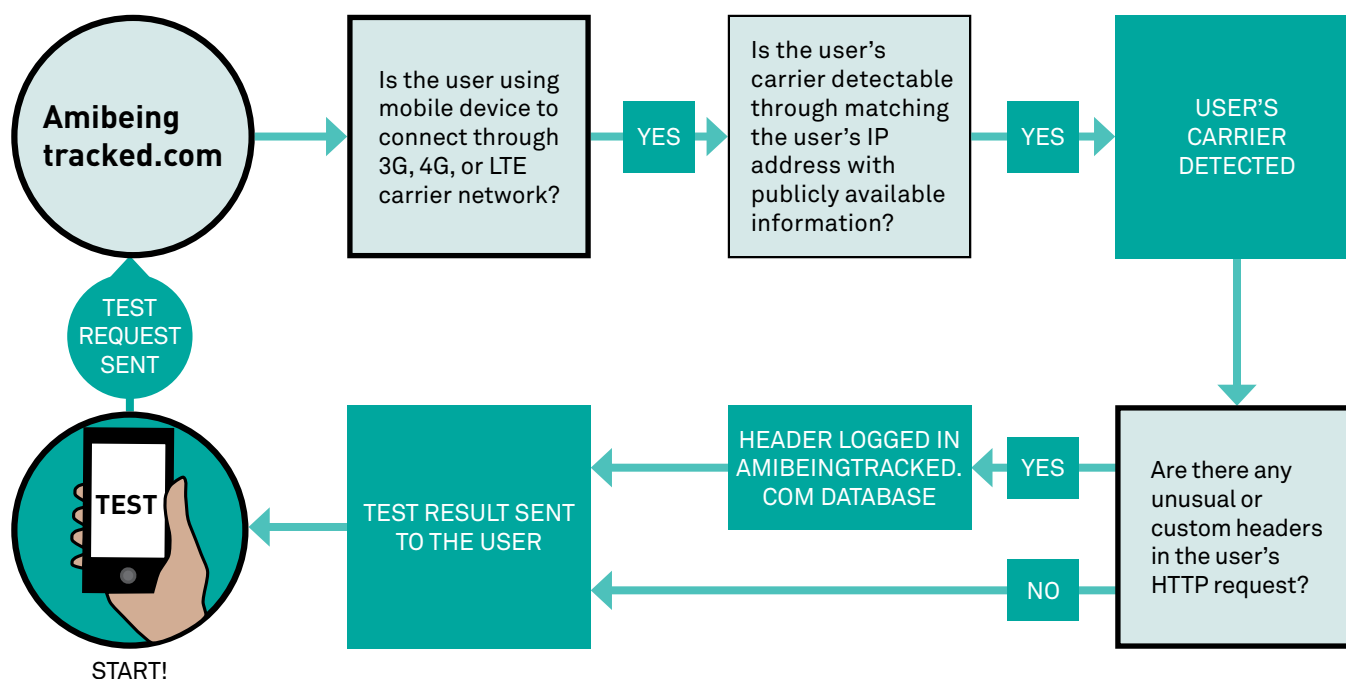 Amibeing
tracked.com
Is the user using
mobile device to
connect through
3G, 4G, or LTE
carrier network?
YES
Is the user's
carrier detectable
through matching
the user's IP
address with
publicly available
information?
YES
USER'S
CARRIER
DETECTED
TEST
REQUEST
SENT
TEST
START!
TEST RESULT SENT
TO THE USER
HEADER LOGGED IN
AMIBEINGTRACKED.
COM DATABASE
YES
NO
Are there any
unusual or
custom headers
in the user's
HTTP request?